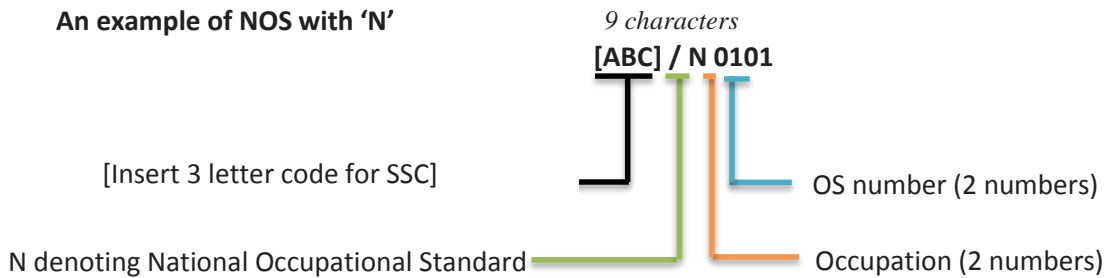 An example of NOS with ‘N’
9 characters
[ABC] / N 0101
[Insert 3 letter code for SSC]
OS number (2 numbers)
N denoting National Occupational Standard
Occupation (2 numbers)